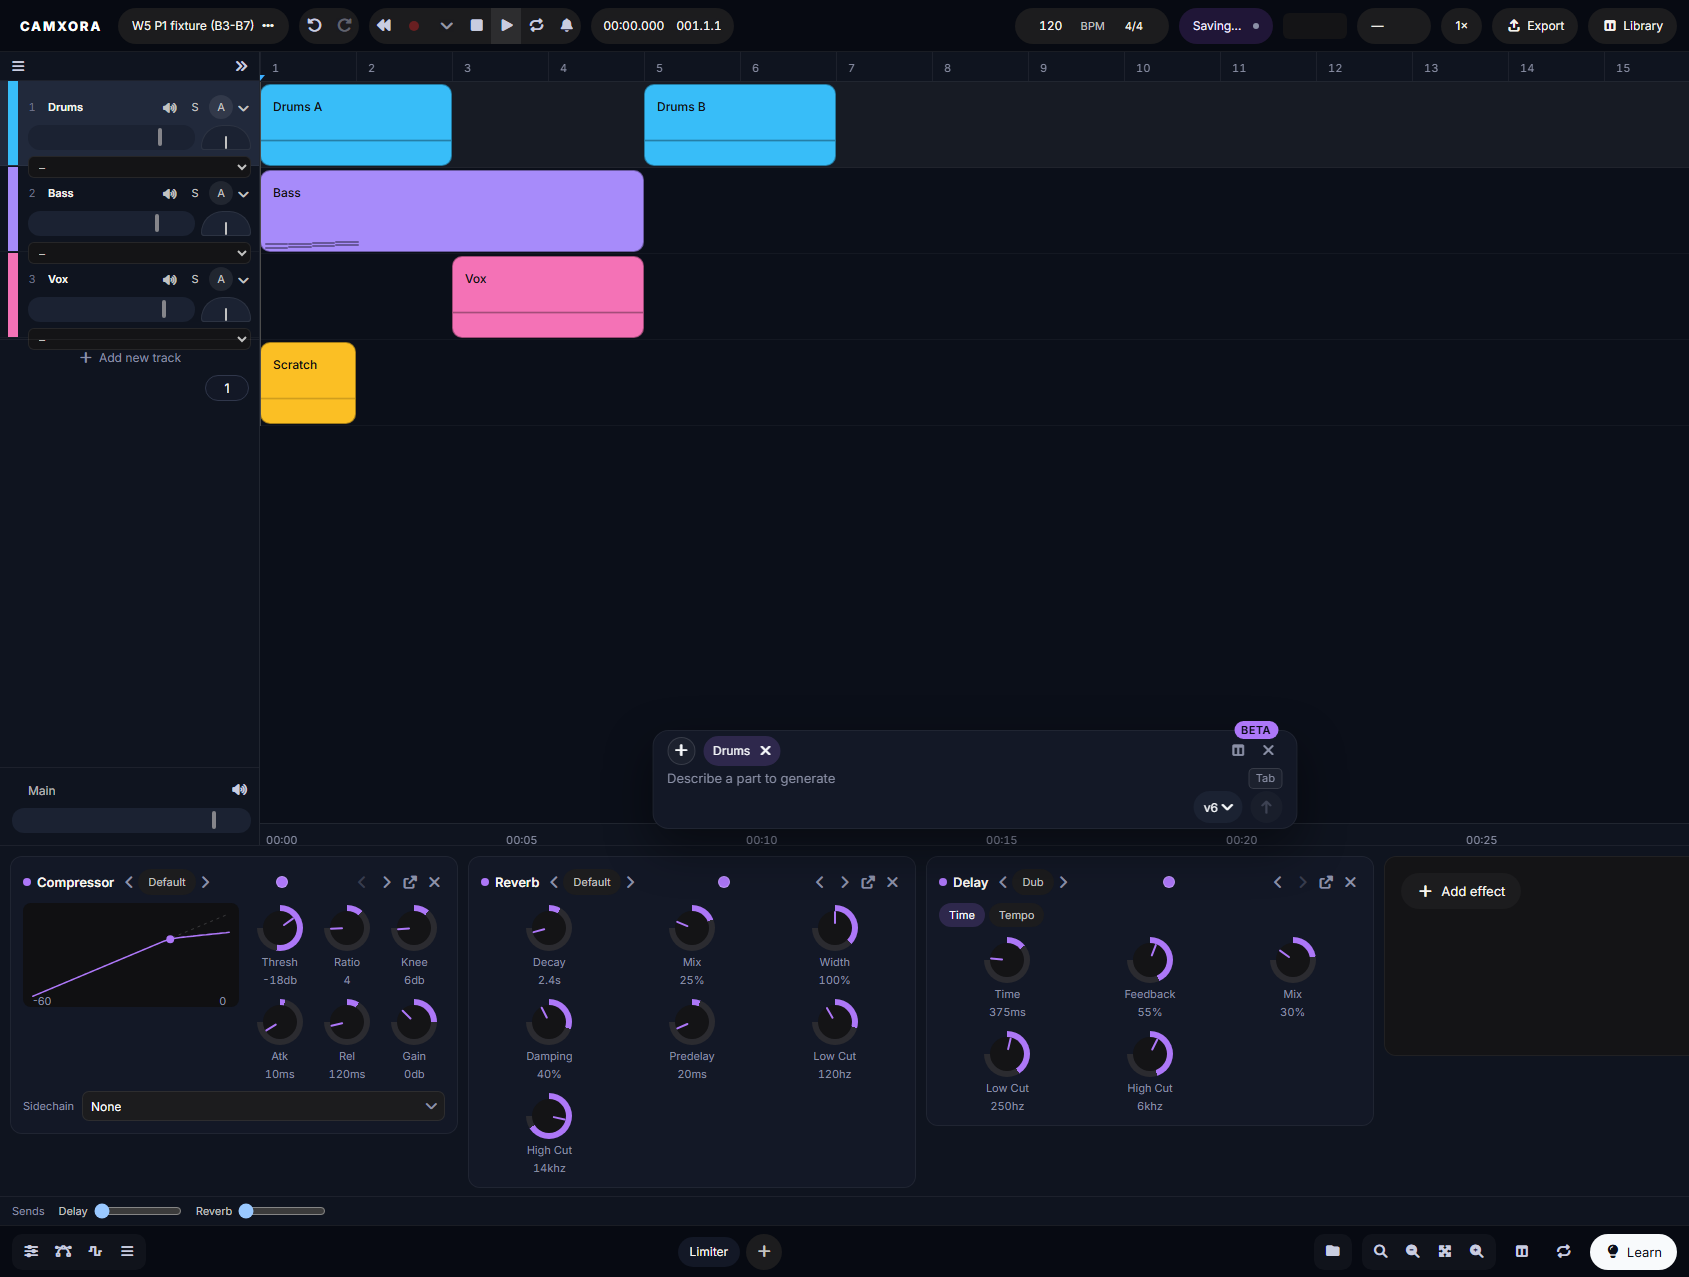 CAMXORA W5 P1 fixture (B3-B7) ••• 00:00.000 001.1.1 120 BPM 4/4 Saving... — 1× Export Library
1 2 3 4 5 6 7 8 9 10 11 12 13 14 15
1 Drums S A
–
Drums A Drums B
2 Bass S A
–
Bass
3 Vox S A
–
Vox
Add new track
Scratch
1
BETA
Drums
Describe a part to generate Tab
v6
Main
00:00 00:05 00:10 00:15 00:20 00:25
Compressor Default
-60 0
Thresh Ratio Knee
-18db 4 6db
Atk Rel Gain
10ms 120ms 0db
Sidechain None
Reverb Default
Decay Mix Width
2.4s 25% 100%
Damping Predelay Low Cut
40% 20ms 120hz
High Cut
14khz
Delay Dub
Time Tempo
Time Feedback Mix
375ms 55% 30%
Low Cut High Cut
250hz 6khz
Add effect
Sends Delay Reverb
Limiter Learn